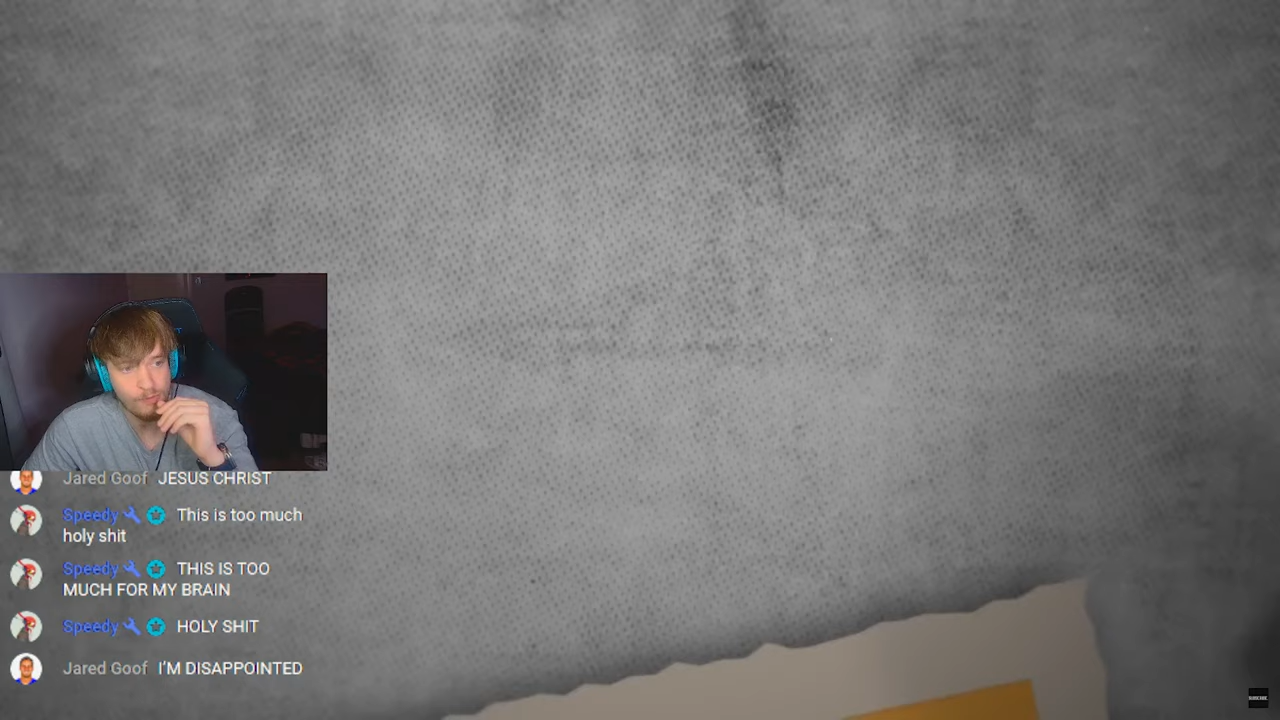 Jared Goof JESUS CHRIST
Speedy This is too much
holy shit
Speedy THIS IS TOO
MUCH FOR MY BRAIN
Speedy HOLY SHIT
Jared Goof I'M DISAPPOINTED
SUBSCRIBE